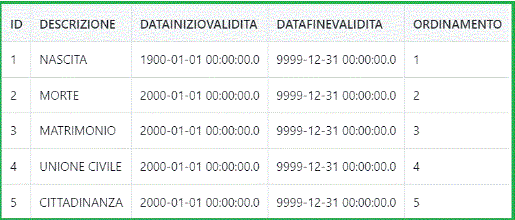 ID DESCRIZIONE DATAINIZIOVALIDITA DATAFINEVALIDITA ORDINAMENTO
1 NASCITA 1900-01-01 00:00:00.0 9999-12-31 00:00:00.0 1
2 MORTE 2000-01-01 00:00:00.0 9999-12-31 00:00:00.0 2
3 MATRIMONIO 2000-01-01 00:00:00.0 9999-12-31 00:00:00.0 3
4 UNIONE CIVILE 2000-01-01 00:00:00.0 9999-12-31 00:00:00.0 4
5 CITTADINANZA 2000-01-01 00:00:00.0 9999-12-31 00:00:00.0 5